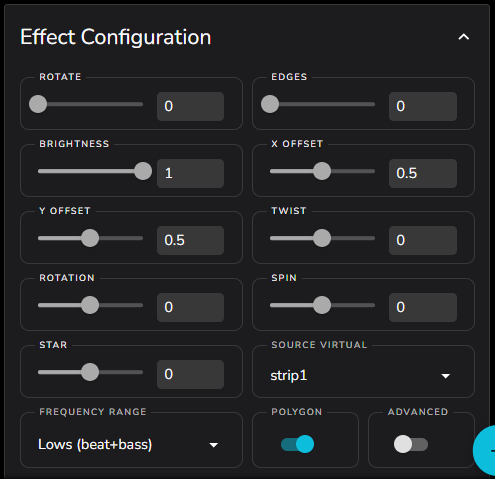 Effect Configuration
ROTATE EDGES
0 0
BRIGHTNESS X OFFSET
1 0.5
Y OFFSET TWIST
0.5 0
ROTATION SPIN
0 0
STAR SOURCE VIRTUAL
0 strip1
FREQUENCY RANGE POLYGON ADVANCED
Lows (beat+bass)